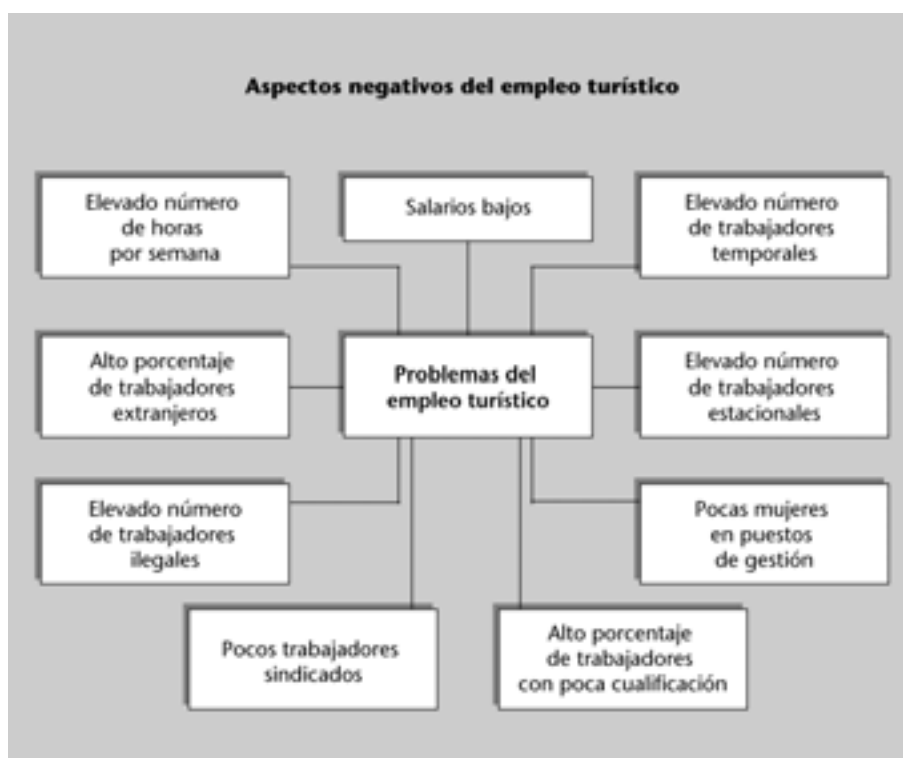 Aspectos negativos del empleo turístico
Elevado número
de horas
por semana
Salarios bajos
Elevado número
de trabajadores
temporales
Alto porcentaje
de trabajadores
extranjeros
Problemas del
empleo turístico
Elevado número
de trabajadores
estacionales
Elevado número
de trabajadores
ilegales
Pocas mujeres
en puestos
de gestión
Pocos trabajadores
sindicados
Alto porcentaje
de trabajadores
con poca cualificación